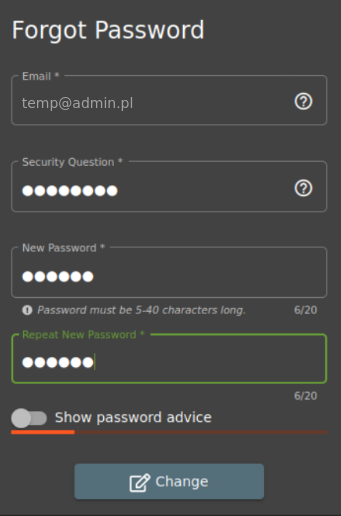 Forgot Password
Email *
temp@admin.pl
Security Question *
●●●●●●●●
New Password *
●●●●●●
Password must be 5-40 characters long. 6/20
Repeat New Password *
●●●●●●
6/20
Show password advice
Change